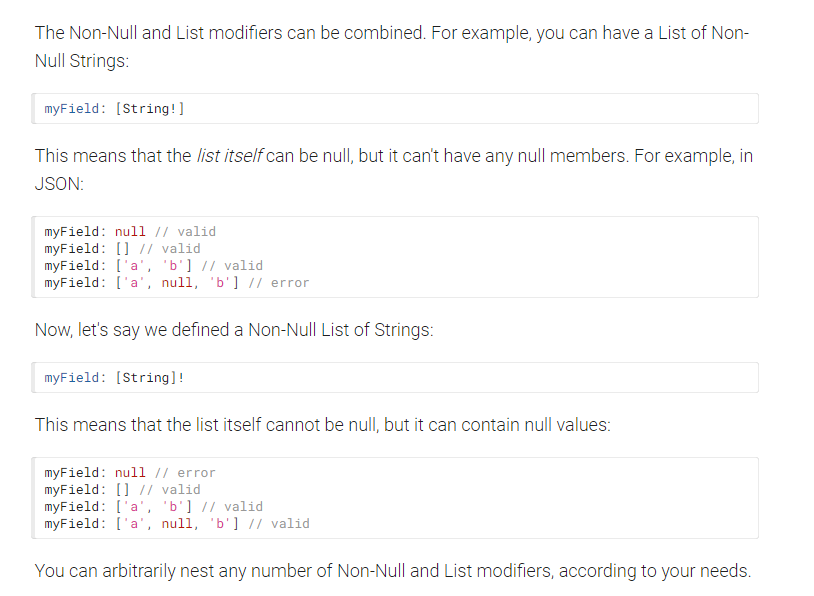 The Non-Null and List modifiers can be combined. For example, you can have a List of Non-
Null Strings:
myField: [String!]
This means that the list itself can be null, but it can't have any null members. For example, in
JSON:
myField: null // valid
myField: [] // valid
myField: ['a', 'b'] // valid
myField: ['a', null, 'b'] // error
Now, let's say we defined a Non-Null List of Strings:
myField: [String]!
This means that the list itself cannot be null, but it can contain null values:
myField: null // error
myField: [] // valid
myField: ['a', 'b'] // valid
myField: ['a', null, 'b'] // valid
You can arbitrarily nest any number of Non-Null and List modifiers, according to your needs.